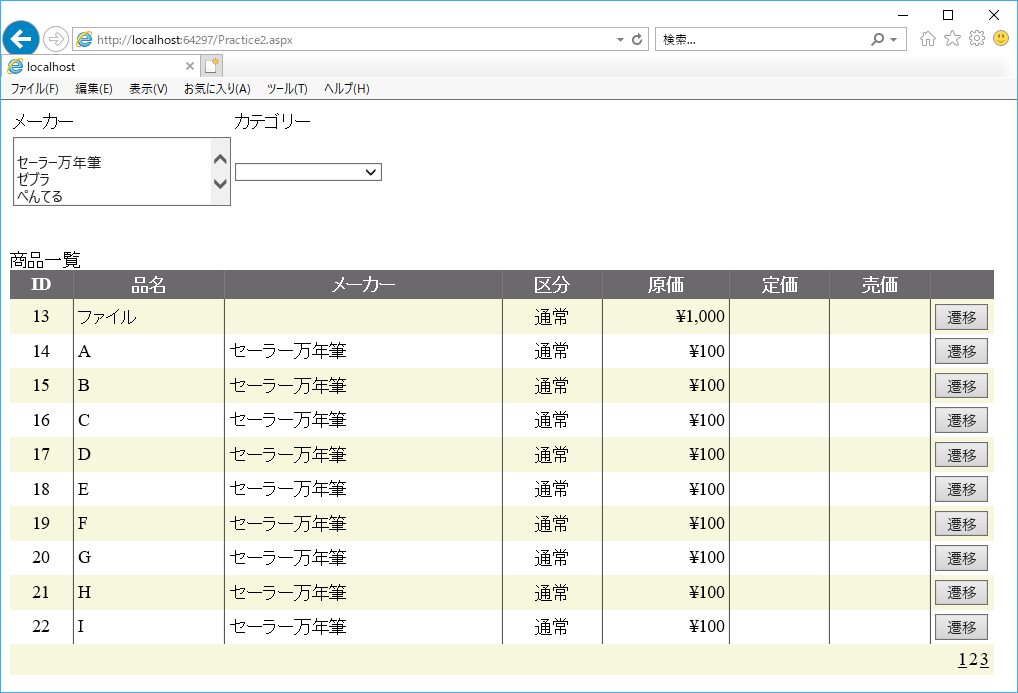 http://localhost:64297/Practice2.aspx 検索...
localhost
ファイル(F) 編集(E) 表示(V) お気に入り(A) ツール(T) ヘルプ(H)
メーカー カテゴリー
セーラー万年筆
ゼブラ
ぺんてる
商品一覧
ID 品名 メーカー 区分 原価 定価 売価
13 ファイル 通常 ¥1,000 遷移
14 A セーラー万年筆 通常 ¥100 遷移
15 B セーラー万年筆 通常 ¥100 遷移
16 C セーラー万年筆 通常 ¥100 遷移
17 D セーラー万年筆 通常 ¥100 遷移
18 E セーラー万年筆 通常 ¥100 遷移
19 F セーラー万年筆 通常 ¥100 遷移
20 G セーラー万年筆 通常 ¥100 遷移
21 H セーラー万年筆 通常 ¥100 遷移
22 I セーラー万年筆 通常 ¥100 遷移
123